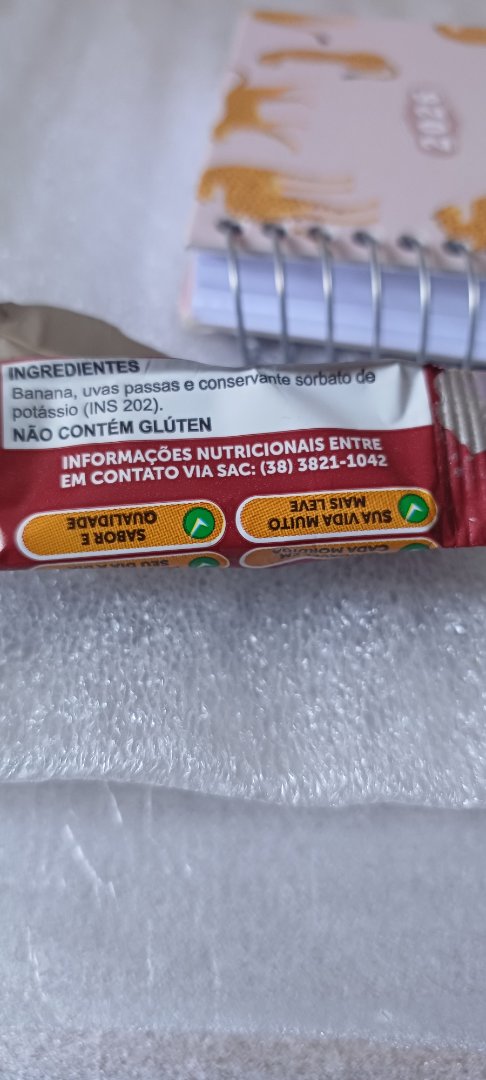 2026
INGREDIENTES
Banana, uvas passas e conservante sorbato de
potássio (INS 202).
NÃO CONTÉM GLÚTEN
INFORMAÇÕES NUTRICIONAIS ENTRE
EM CONTATO VIA SAC: (38) 3821-1042
SABOR E
QUALIDADE
SUA VIDA MUITO
MAIS LEVE